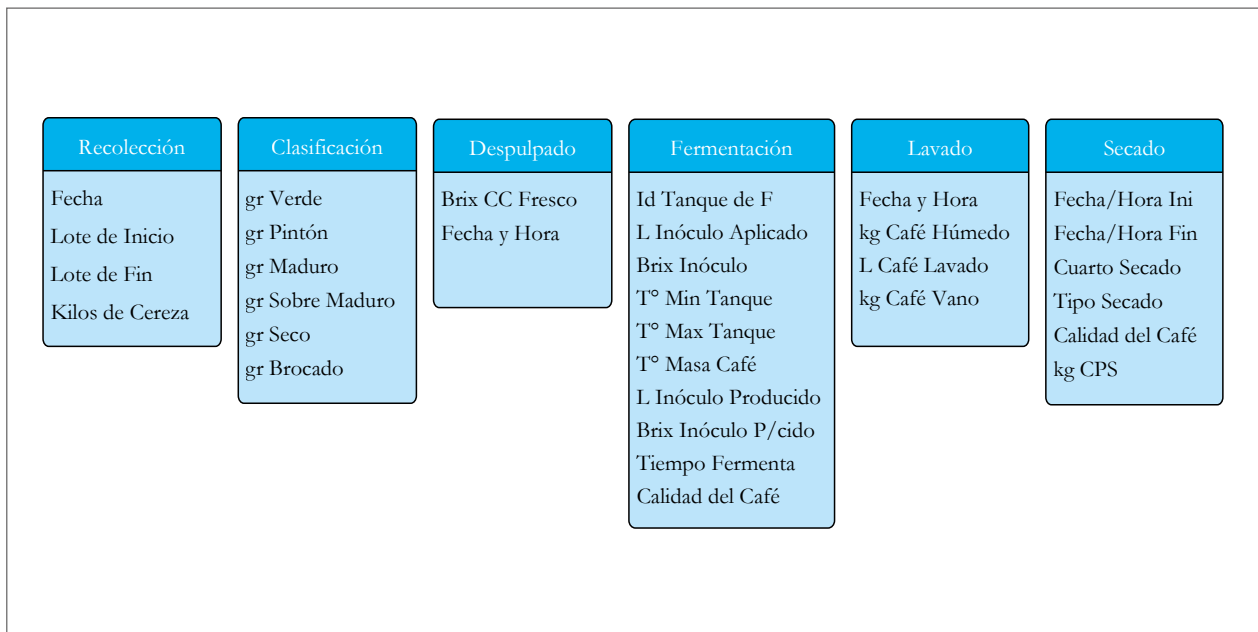 Recolección
Fecha
Lote de Inicio
Lote de Fin
Kilos de Cereza
Clasificación
gr Verde
gr Pintón
gr Maduro
gr Sobre Maduro
gr Seco
gr Brocado
Despulpado
Brix CC Fresco
Fecha y Hora
Fermentación
Id Tanque de F
L Inóculo Aplicado
Brix Inóculo
T° Min Tanque
T° Max Tanque
T° Masa Café
L Inóculo Producido
Brix Inóculo P/cido
Tiempo Fermenta
Calidad del Café
Lavado
Fecha y Hora
kg Café Húmedo
L Café Lavado
kg Café Vano
Secado
Fecha/Hora Ini
Fecha/Hora Fin
Cuarto Secado
Tipo Secado
Calidad del Café
kg CPS